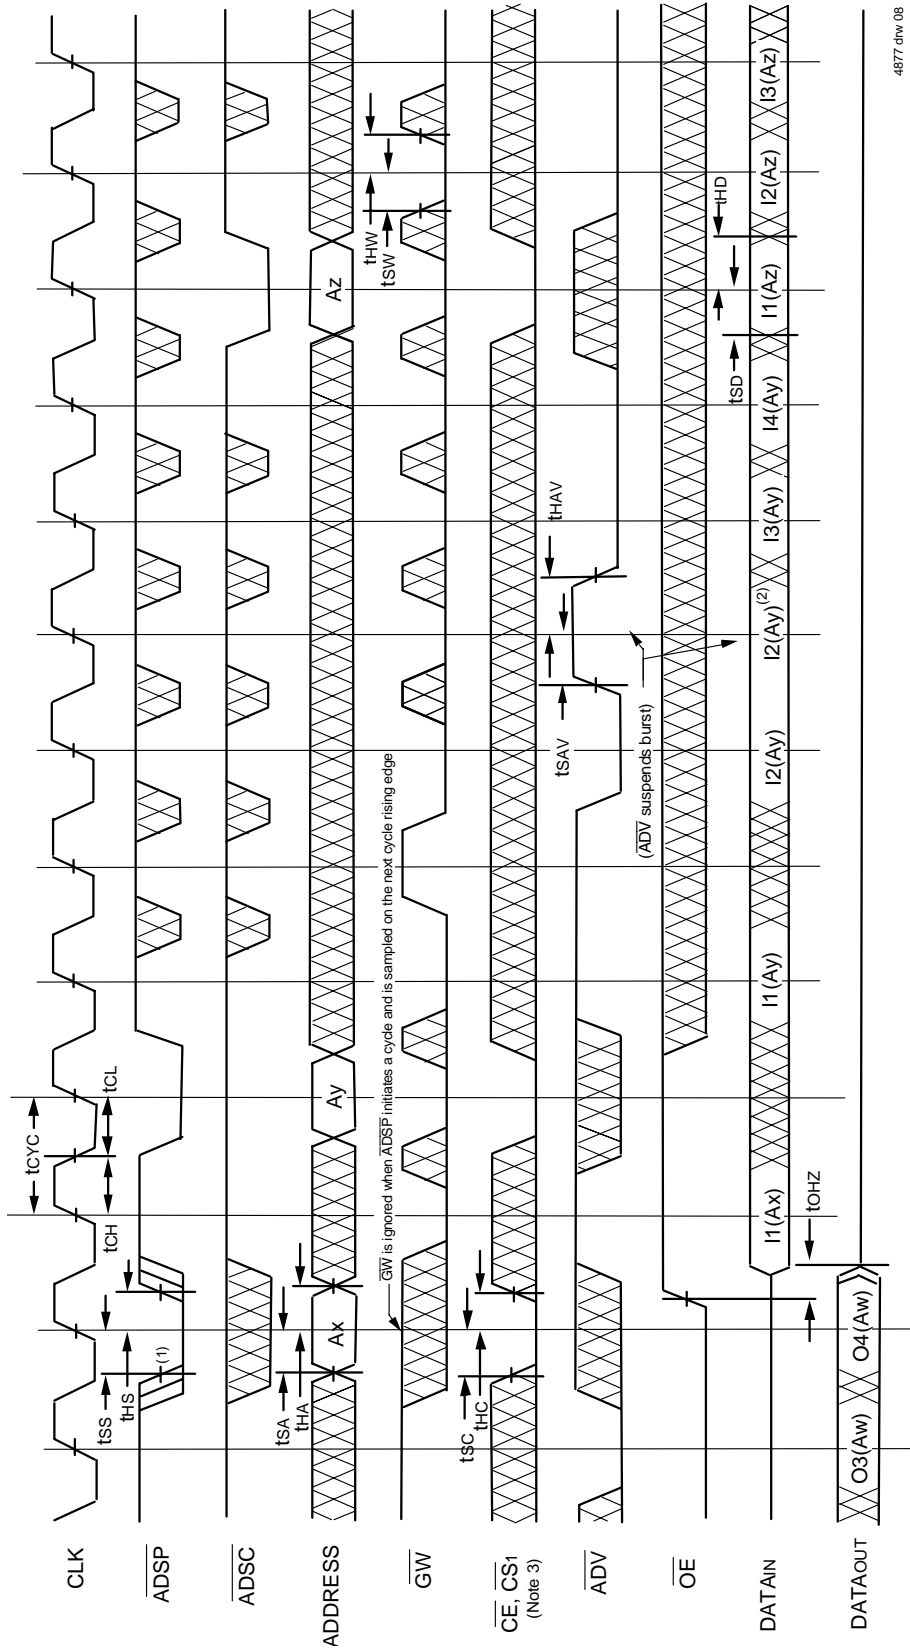 CLK
tCYC
tCH
tCL
ADSP
tSS
tHS
(1)
ADSC
ADDRESS
tSA
tHA
Ax
Ay
Az
GW
GW is ignored when ADSP initiates a cycle and is sampled on the next cycle rising edge
tHW
tSW
CE, CS1
(Note 3)
tSC
tHC
ADV
tSAV
tHAV
(ADV suspends burst)
OE
DATAIN
I1(Ax)
I1(Ay)
I2(Ay)
I2(Ay)(2)
I3(Ay)
I4(Ay)
I1(Az)
I2(Az)
I3(Az)
tSD
tHD
tOHZ
DATAOUT
O3(Aw)
O4(Aw)
4877 drw 08